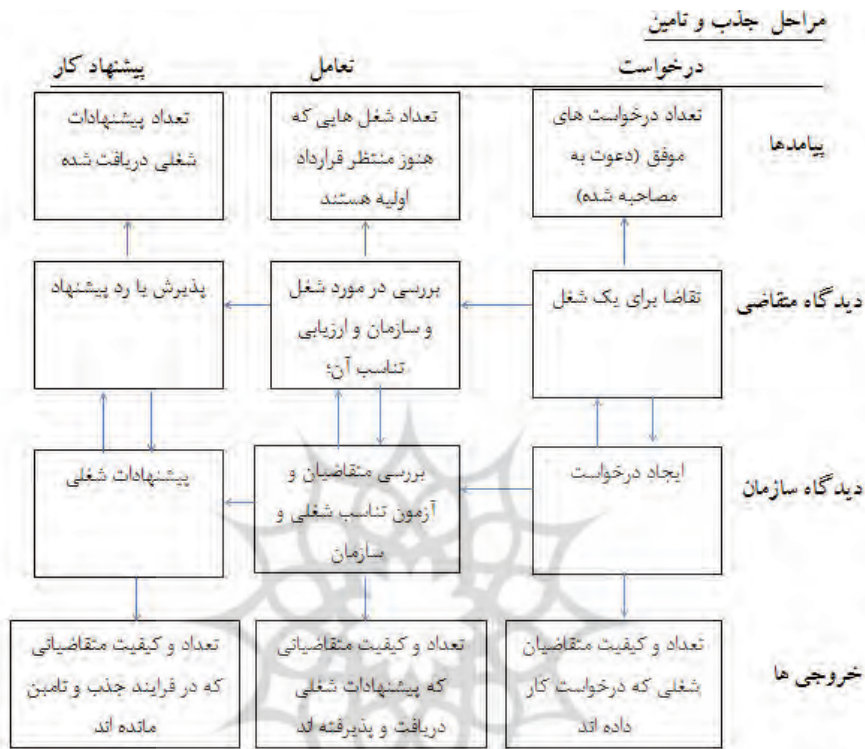 مراحل جذب و تامین
درخواست
تعامل
پیشنهاد کار
پیامدها
تعداد درخواست های
موفق (دعوت به
مصاحبه شده)
تعداد شغل هایی که
هنوز منتظر قرارداد
اولیه هستند
تعداد پیشنهادات
شغلی دریافت شده
دیدگاه متقاضی
تقاضا برای یک شغل
بررسی در مورد شغل
و سازمان و ارزیابی
تناسب آن؛
پذیرش یا رد پیشنهاد
دیدگاه سازمان
ایجاد درخواست
بررسی متقاضیان و
آزمون تناسب شغلی و
سازمان
پیشنهادات شغلی
خروجی ها
تعداد و کیفیت متقاضیان
شغلی که درخواست کار
داده اند
تعداد و کیفیت متقاضیانی
که پیشنهادات شغلی
دریافت و پذیرفته اند
تعداد و کیفیت متقاضیانی
که در فرایند جذب و تامین
مانده اند